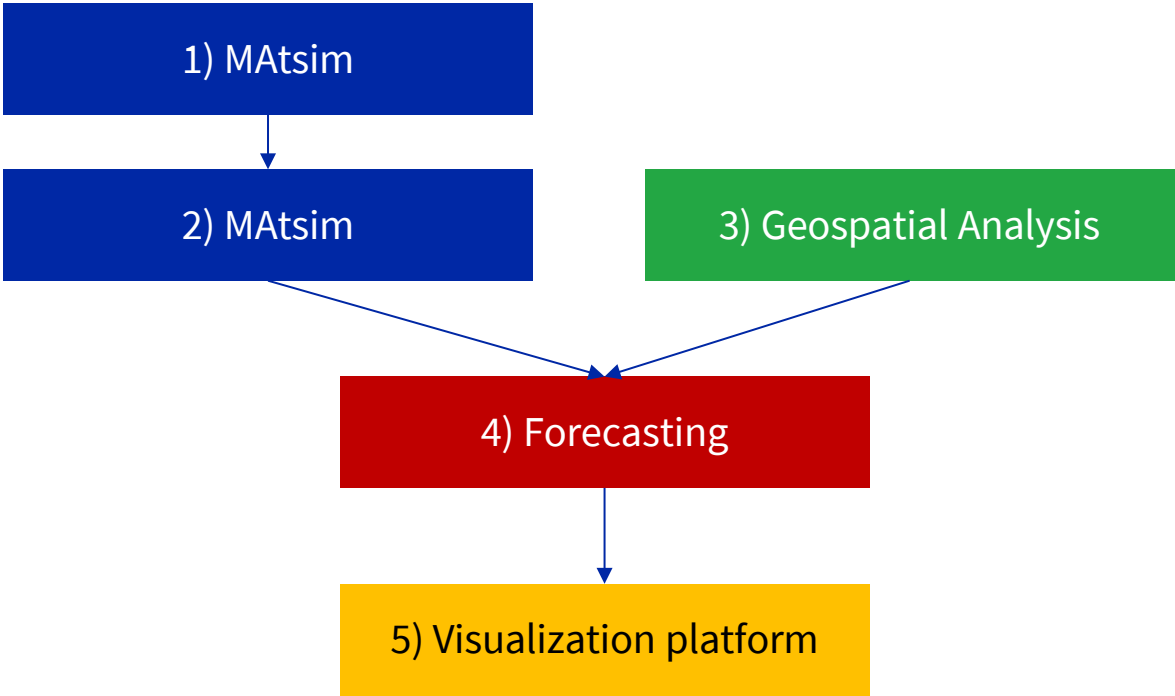 1) MAtsim
2) MAtsim
3) Geospatial Analysis
4) Forecasting
5) Visualization platform